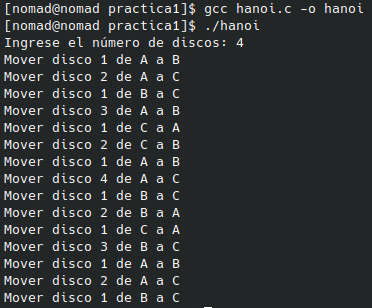 [nomad@nomad practica1]$ gcc hanoi.c -o hanoi
[nomad@nomad practica1]$ ./hanoi
Ingrese el número de discos: 4
Mover disco 1 de A a B
Mover disco 2 de A a C
Mover disco 1 de B a C
Mover disco 3 de A a B
Mover disco 1 de C a A
Mover disco 2 de C a B
Mover disco 1 de A a B
Mover disco 4 de A a C
Mover disco 1 de B a C
Mover disco 2 de B a A
Mover disco 1 de C a A
Mover disco 3 de B a C
Mover disco 1 de A a B
Mover disco 2 de A a C
Mover disco 1 de B a C